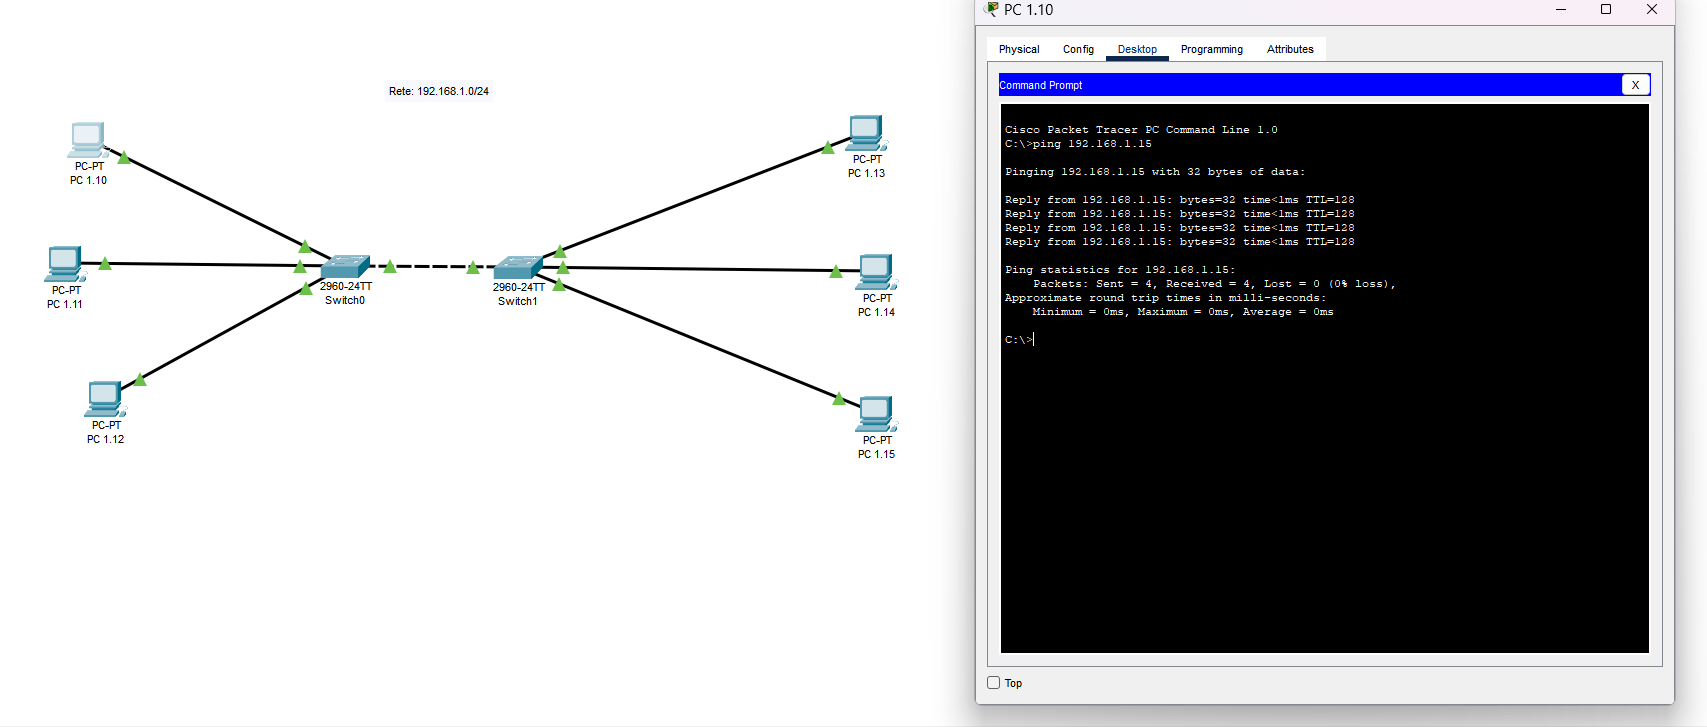 Rete: 192.168.1.0/24
PC-PT
PC 1.10
PC-PT
PC 1.11
PC-PT
PC 1.12
2960-24TT
Switch0
2960-24TT
Switch1
PC-PT
PC 1.13
PC-PT
PC 1.14
PC-PT
PC 1.15
PC 1.10
Physical Config Desktop Programming Attributes
Command Prompt X
Cisco Packet Tracer PC Command Line 1.0
C:\>ping 192.168.1.15
Pinging 192.168.1.15 with 32 bytes of data:
Reply from 192.168.1.15: bytes=32 time<1ms TTL=128
Reply from 192.168.1.15: bytes=32 time<1ms TTL=128
Reply from 192.168.1.15: bytes=32 time<1ms TTL=128
Reply from 192.168.1.15: bytes=32 time<1ms TTL=128
Ping statistics for 192.168.1.15:
Packets: Sent = 4, Received = 4, Lost = 0 (0% loss),
Approximate round trip times in milli-seconds:
Minimum = 0ms, Maximum = 0ms, Average = 0ms
C:\>
Top